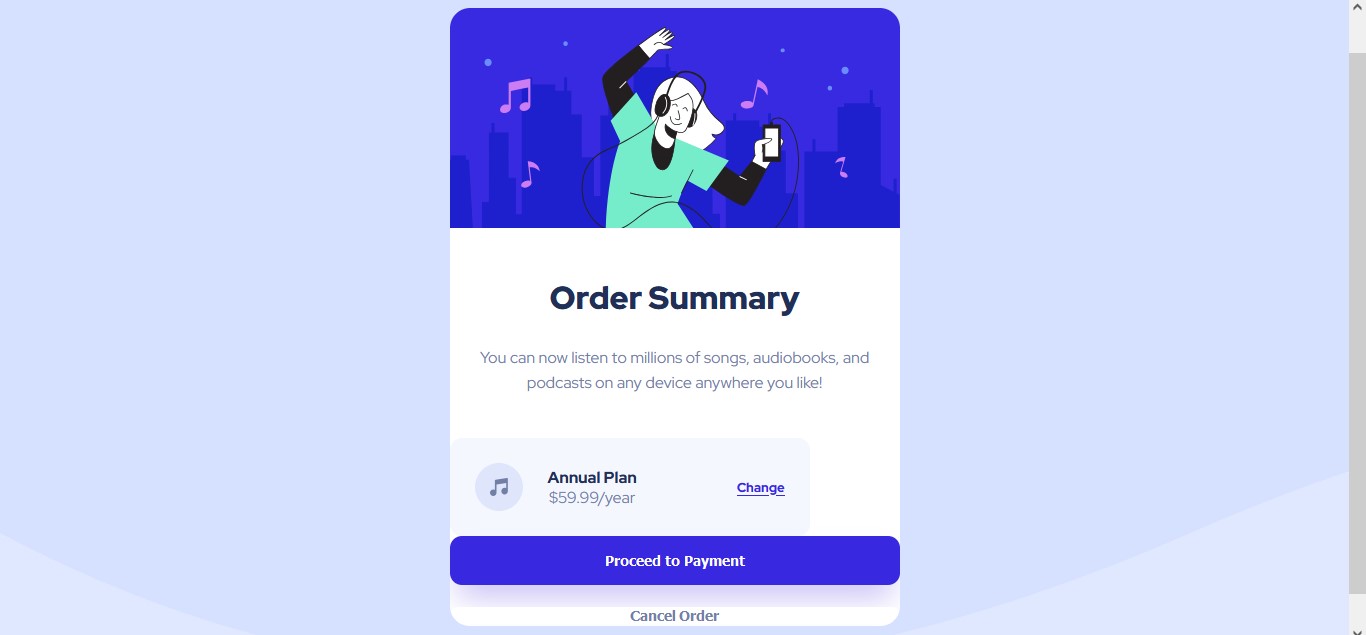 Order Summary
You can now listen to millions of songs, audiobooks, and
podcasts on any device anywhere you like!
Annual Plan
$59.99/year
Change
Proceed to Payment
Cancel Order